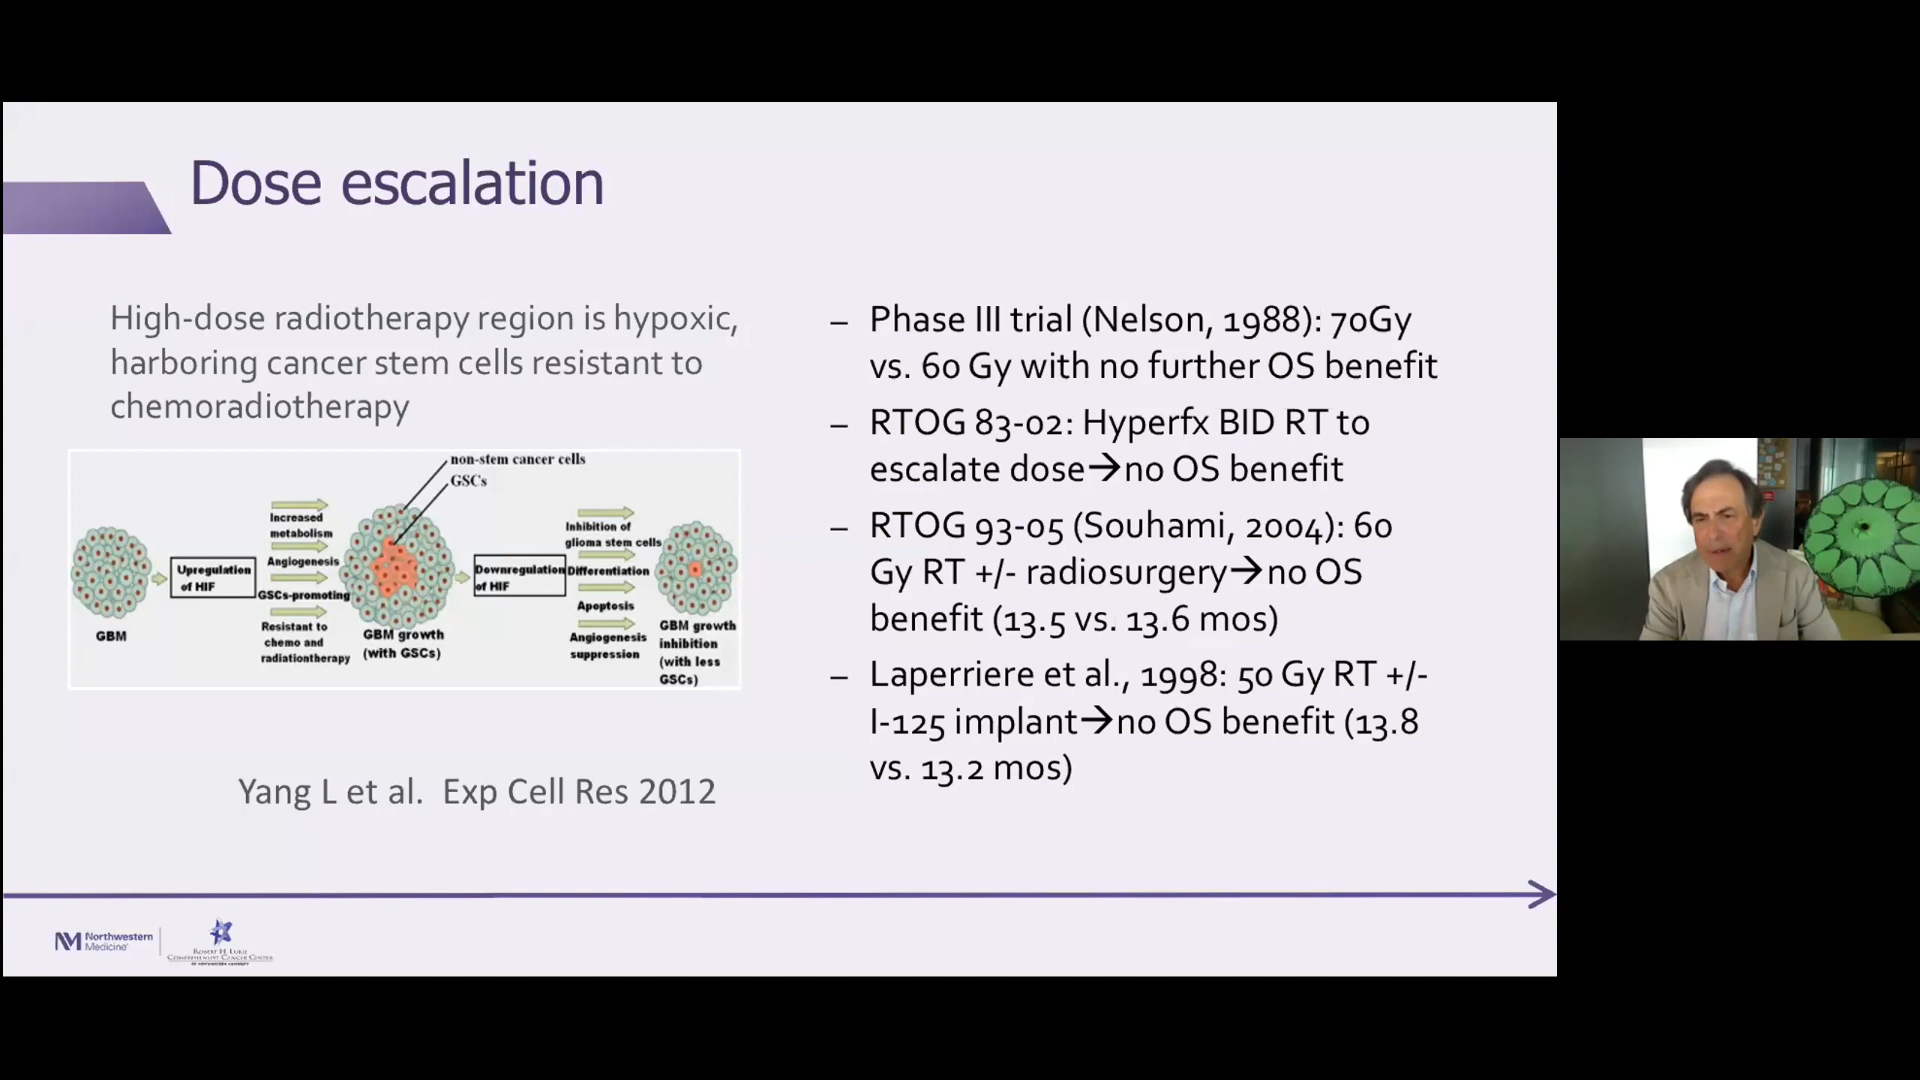 Dose escalation
High-dose radiotherapy region is hypoxic,
harboring cancer stem cells resistant to
chemoradiotherapy
non-stem cancer cells
GSCs
Increased
metabolism
Angiogenesis
GSCs-promoting
Resistant to
chemo and
radiationtherapy
Upregulation
of HIF
GBM
GBM growth
(with GSCs)
Downregulation
of HIF
Inhibition of
glioma stem cells
Differentiation
Apoptosis
Angiogenesis
suppression
GBM growth
inhibition
(with less
GSCs)
Yang L et al. Exp Cell Res 2012
– Phase III trial (Nelson, 1988): 70Gy
vs. 60 Gy with no further OS benefit
– RTOG 83-02: Hyperfx BID RT to
escalate dose→no OS benefit
– RTOG 93-05 (Souhami, 2004): 60
Gy RT +/- radiosurgery→no OS
benefit (13.5 vs. 13.6 mos)
– Laperriere et al., 1998: 50 Gy RT +/-
I-125 implant→no OS benefit (13.8
vs. 13.2 mos)
NM Northwestern
Medicine
Robert H. Lurie
Comprehensive Cancer Center
of Northwestern University